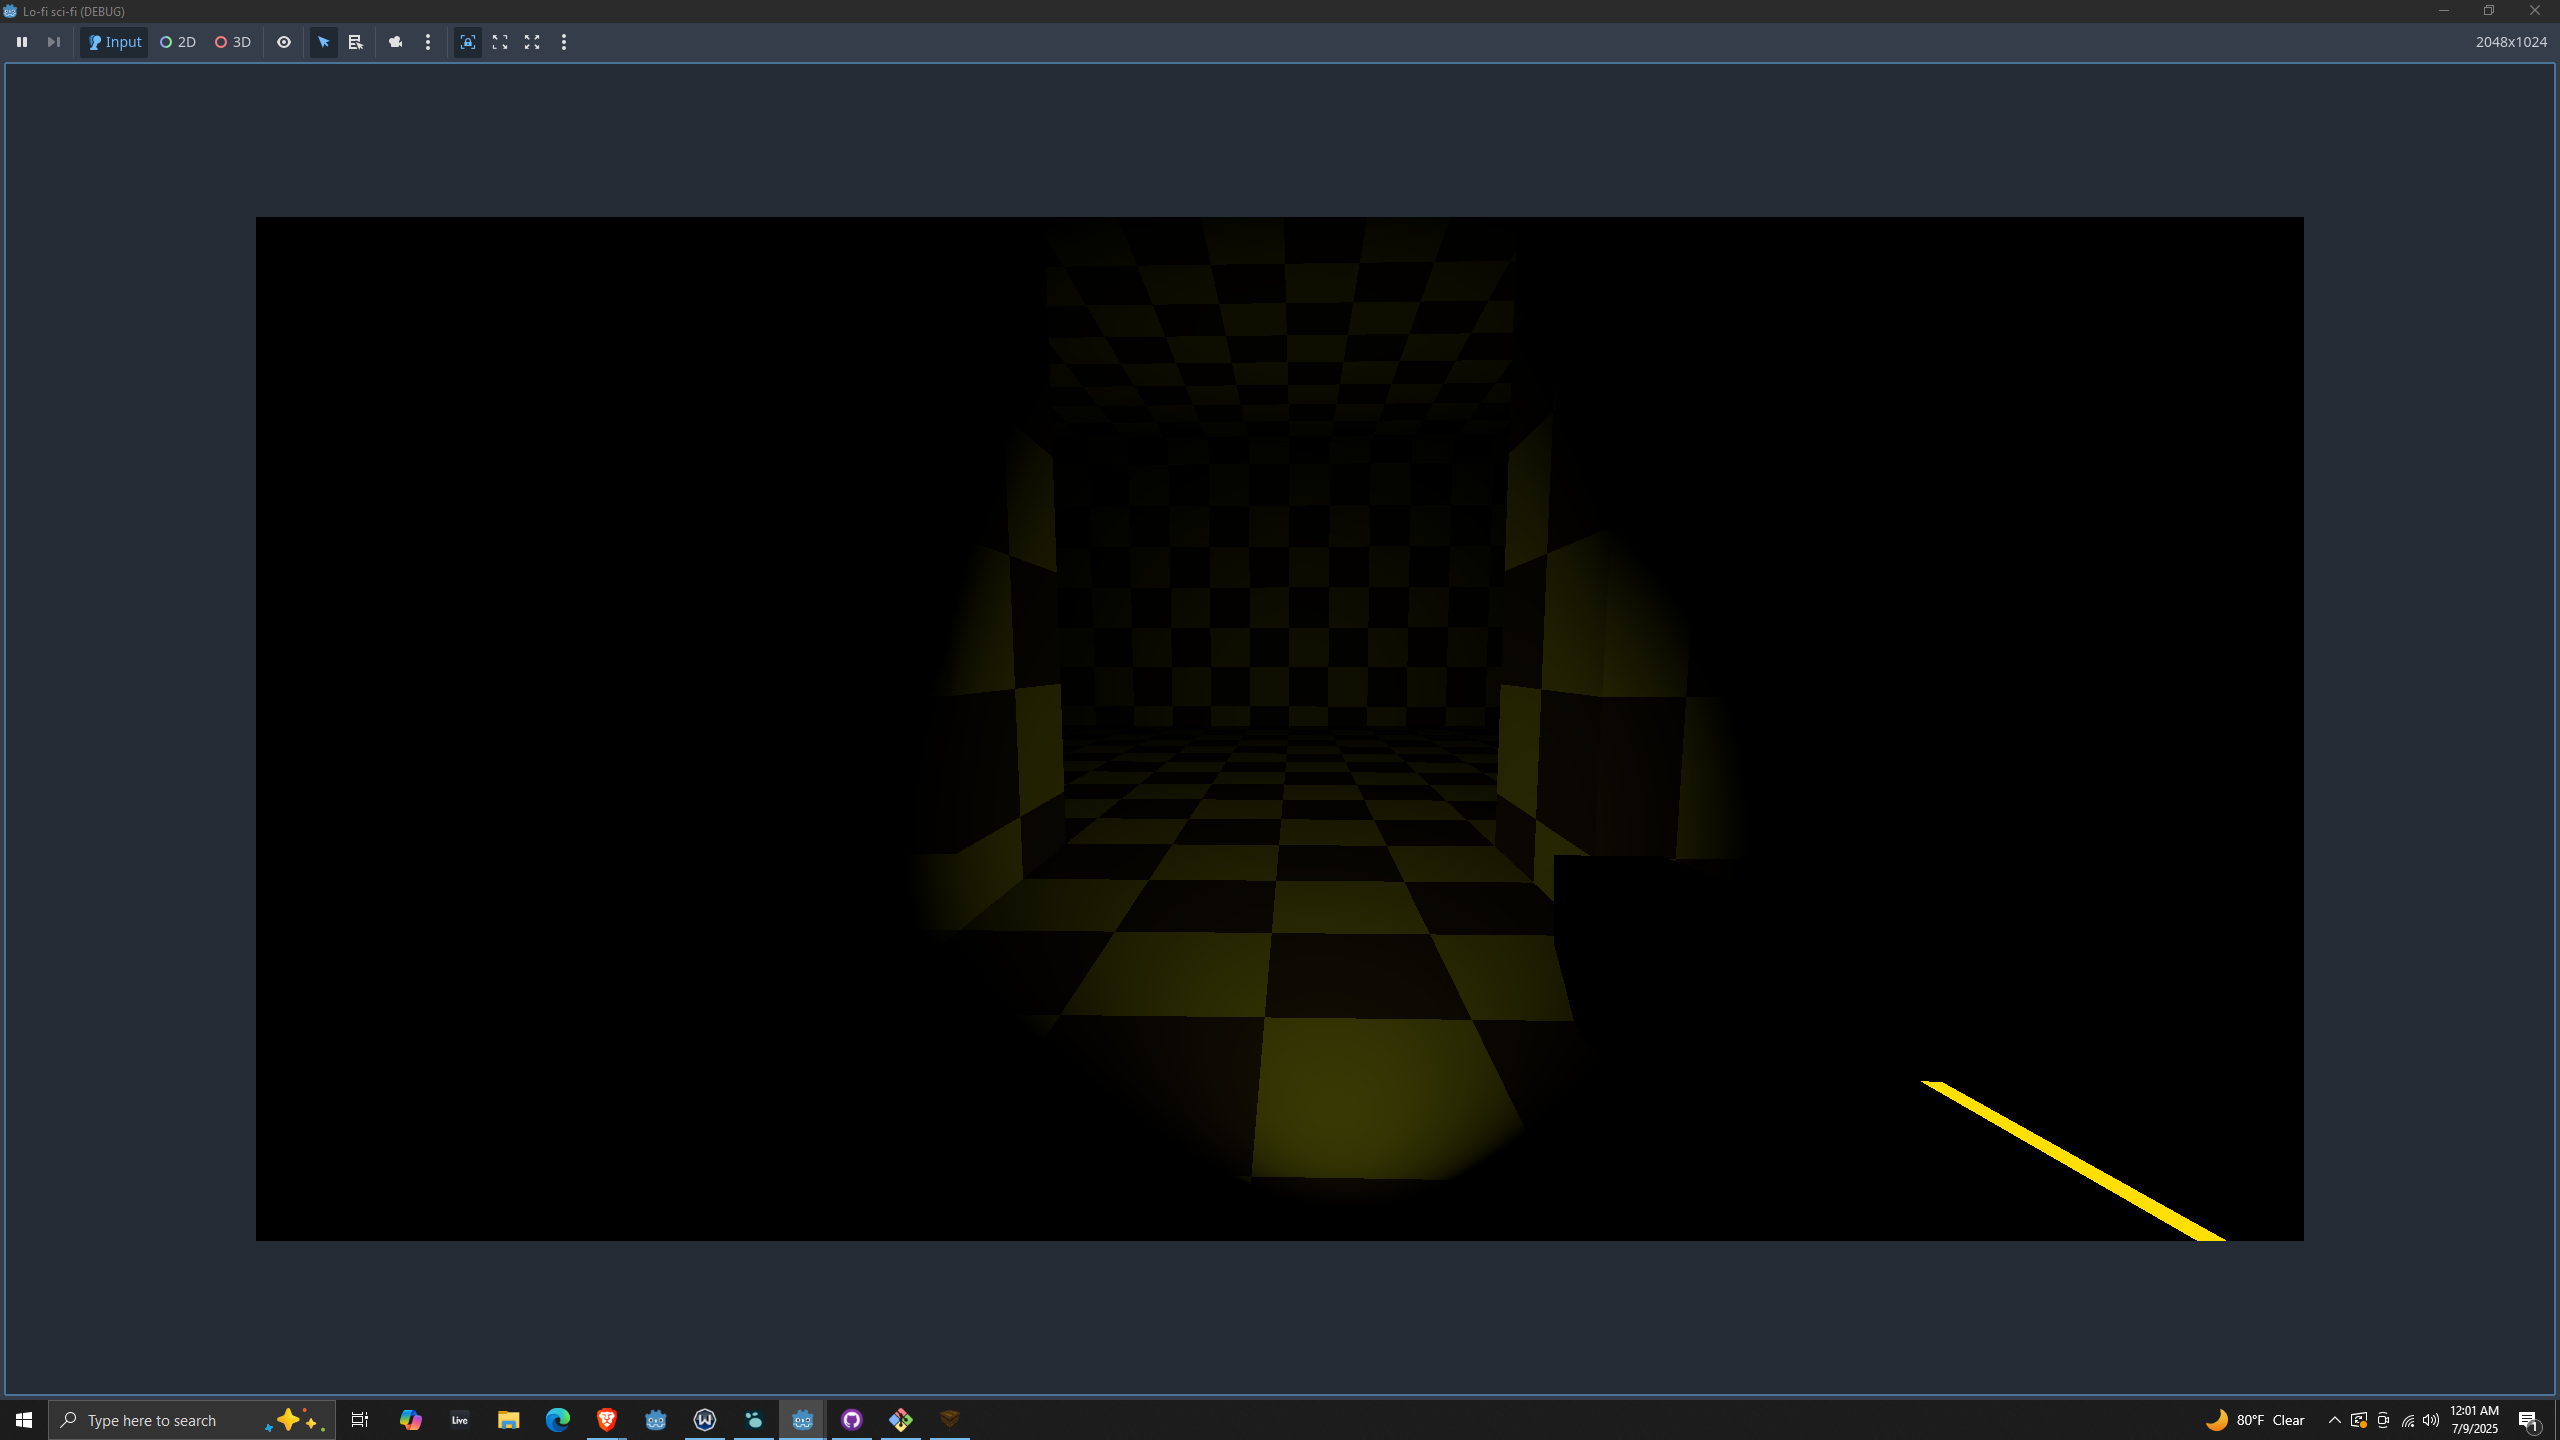 Lo-fi sci-fi (DEBUG)
Input 2D 3D 2048x1024
Type here to search Live 80°F Clear 12:01 AM
7/9/2025 1